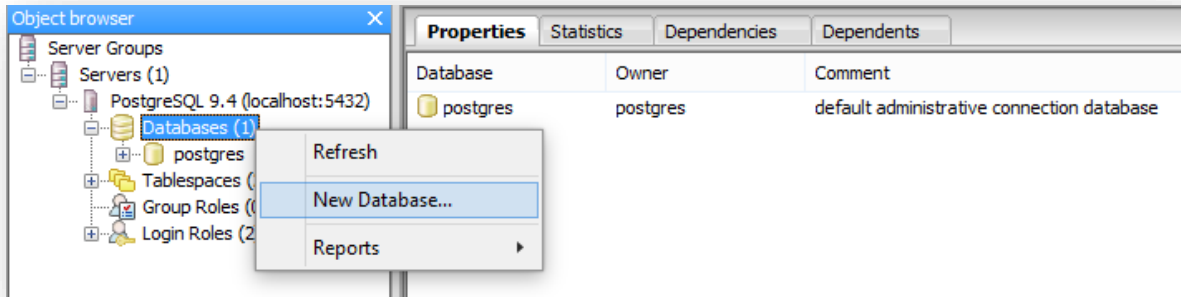 Object browser
Server Groups
Servers (1)
PostgreSQL 9.4 (localhost:5432)
Databases (1)
postgres
Tablespaces (
Group Roles ((
Login Roles (2
Refresh
New Database...
Reports
Properties Statistics Dependencies Dependents
Database Owner Comment
postgres postgres default administrative connection database